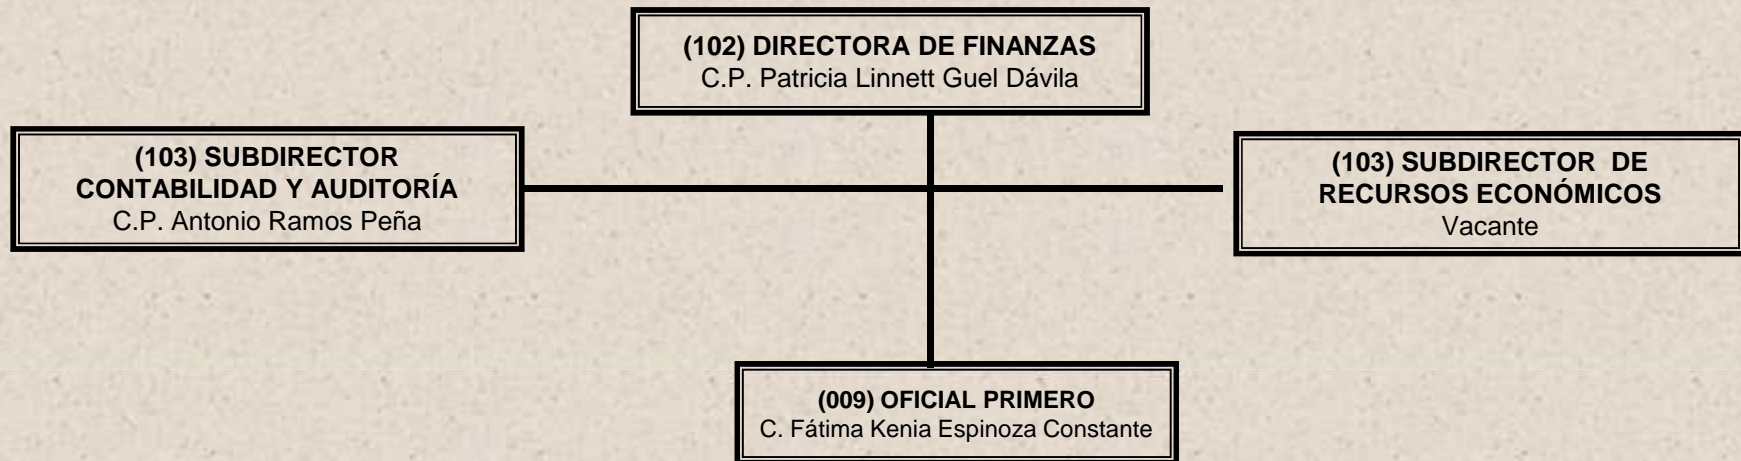 (102) DIRECTORA DE FINANZAS
C.P. Patricia Linnett Guel Dávila
(103) SUBDIRECTOR
CONTABILIDAD Y AUDITORÍA
C.P. Antonio Ramos Peña
(103) SUBDIRECTOR DE
RECURSOS ECONÓMICOS
Vacante
(009) OFICIAL PRIMERO
C. Fátima Kenia Espinoza Constante